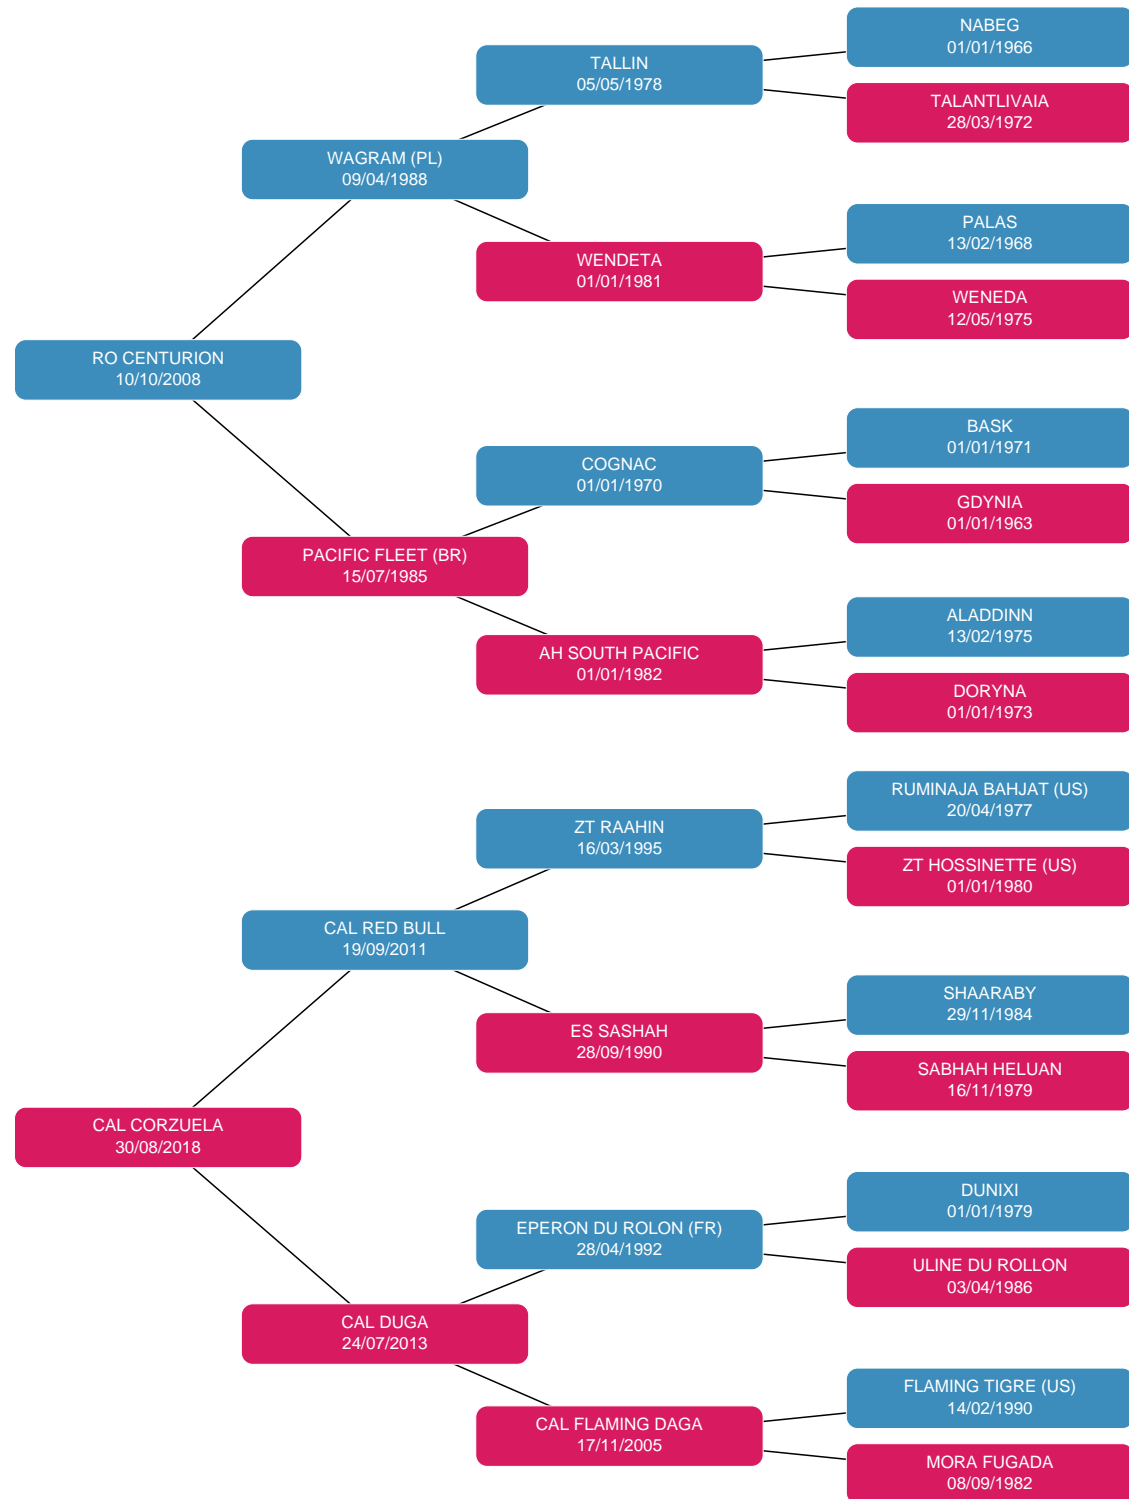 NABEG
01/01/1966
TALLIN
05/05/1978
TALANTLIVAIA
28/03/1972
WAGRAM (PL)
09/04/1988
PALAS
13/02/1968
WENDETA
01/01/1981
WENEDA
12/05/1975
RO CENTURION
10/10/2008
BASK
01/01/1971
COGNAC
01/01/1970
GDYNIA
01/01/1963
PACIFIC FLEET (BR)
15/07/1985
ALADDINN
13/02/1975
AH SOUTH PACIFIC
01/01/1982
DORYNA
01/01/1973
RUMINAJA BAHJAT (US)
20/04/1977
ZT RAAHIN
16/03/1995
ZT HOSSINETTE (US)
01/01/1980
CAL RED BULL
19/09/2011
SHAARABY
29/11/1984
ES SASHAH
28/09/1990
SABHAH HELUAN
16/11/1979
CAL CORZUELA
30/08/2018
DUNIXI
01/01/1979
EPERON DU ROLON (FR)
28/04/1992
ULINE DU ROLLON
03/04/1986
CAL DUGA
24/07/2013
FLAMING TIGRE (US)
14/02/1990
CAL FLAMING DAGA
17/11/2005
MORA FUGADA
08/09/1982